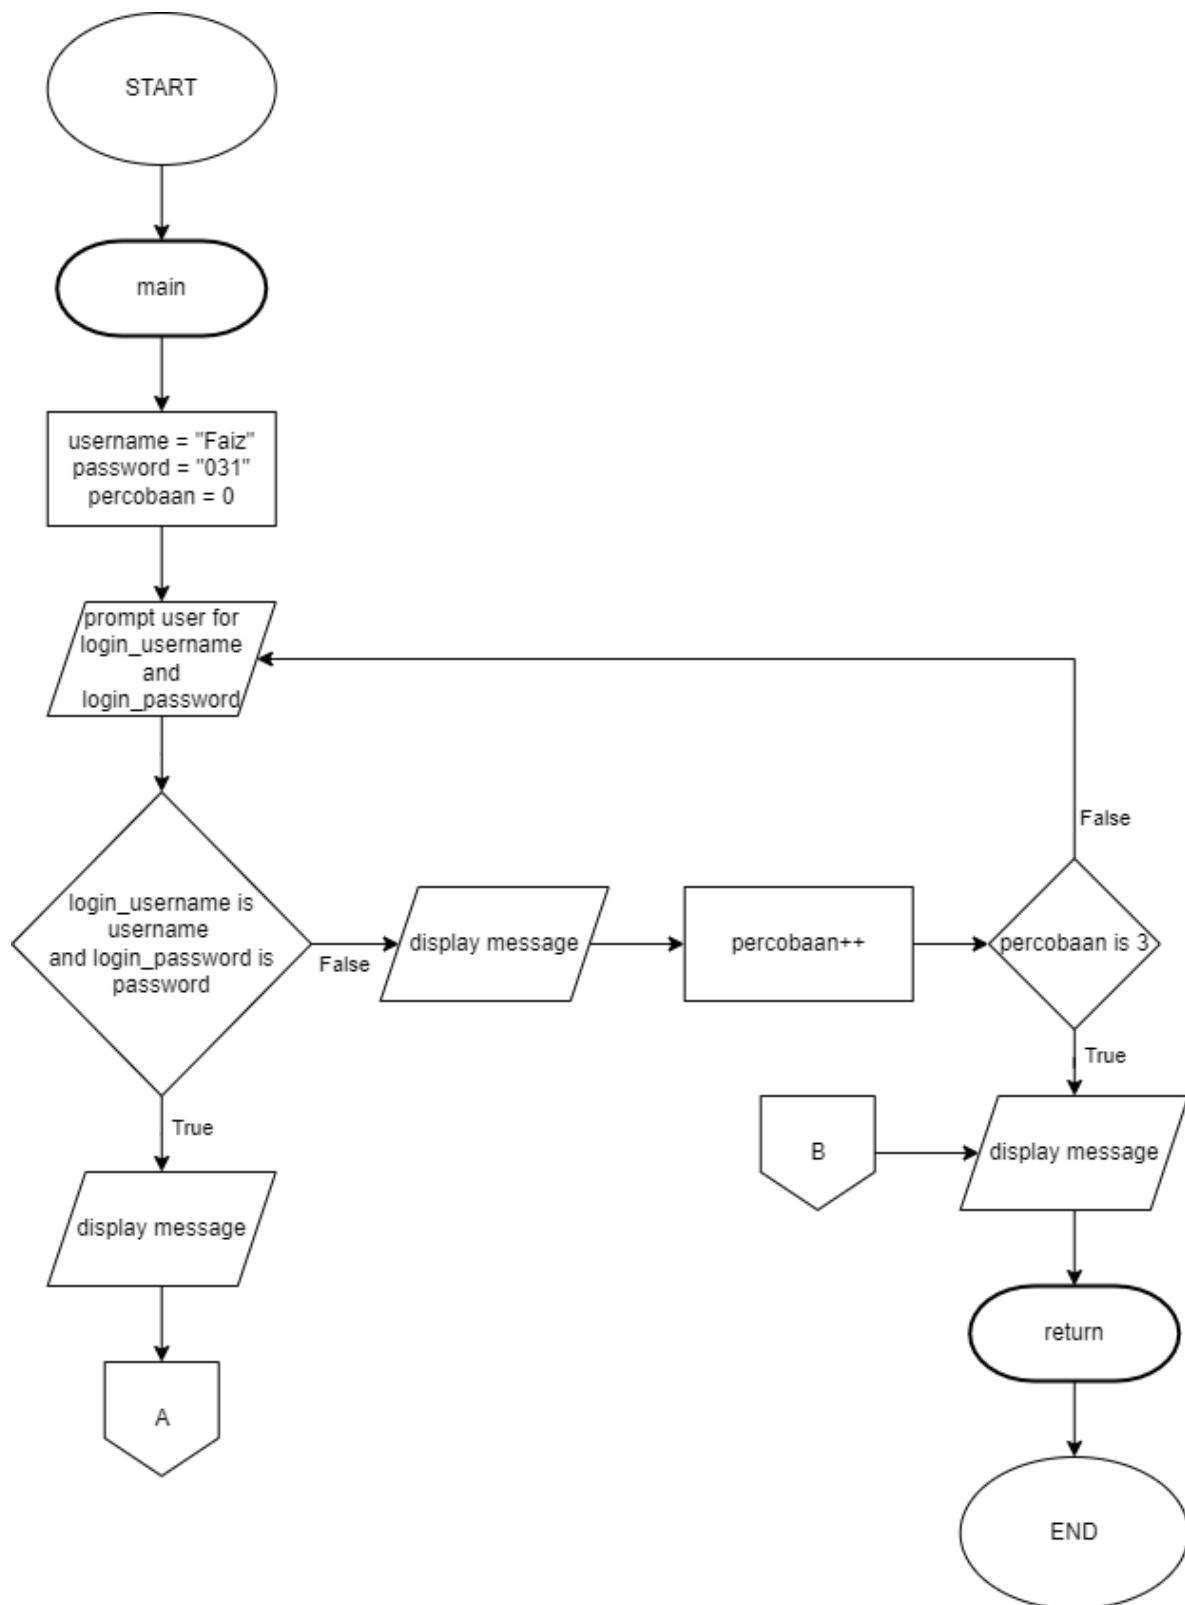 START
main
username = "Faiz"
password = "031"
percobaan = 0
prompt user for
login_username
and
login_password
False
login_username is
username
and login_password is
password
False
display message
percobaan++
percobaan is 3
True
True
B
display message
display message
return
A
END